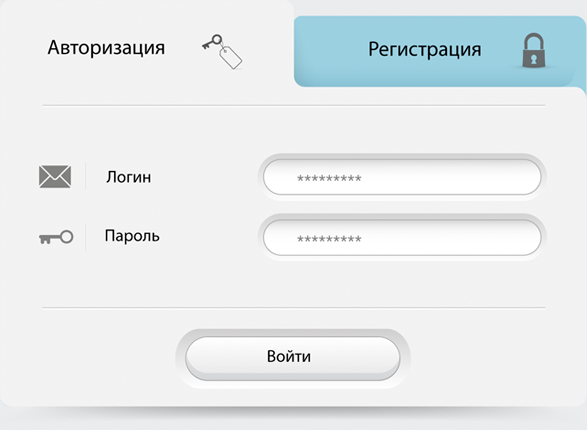 Авторизация
Регистрация
Логин
*********
Пароль
*********
Войти